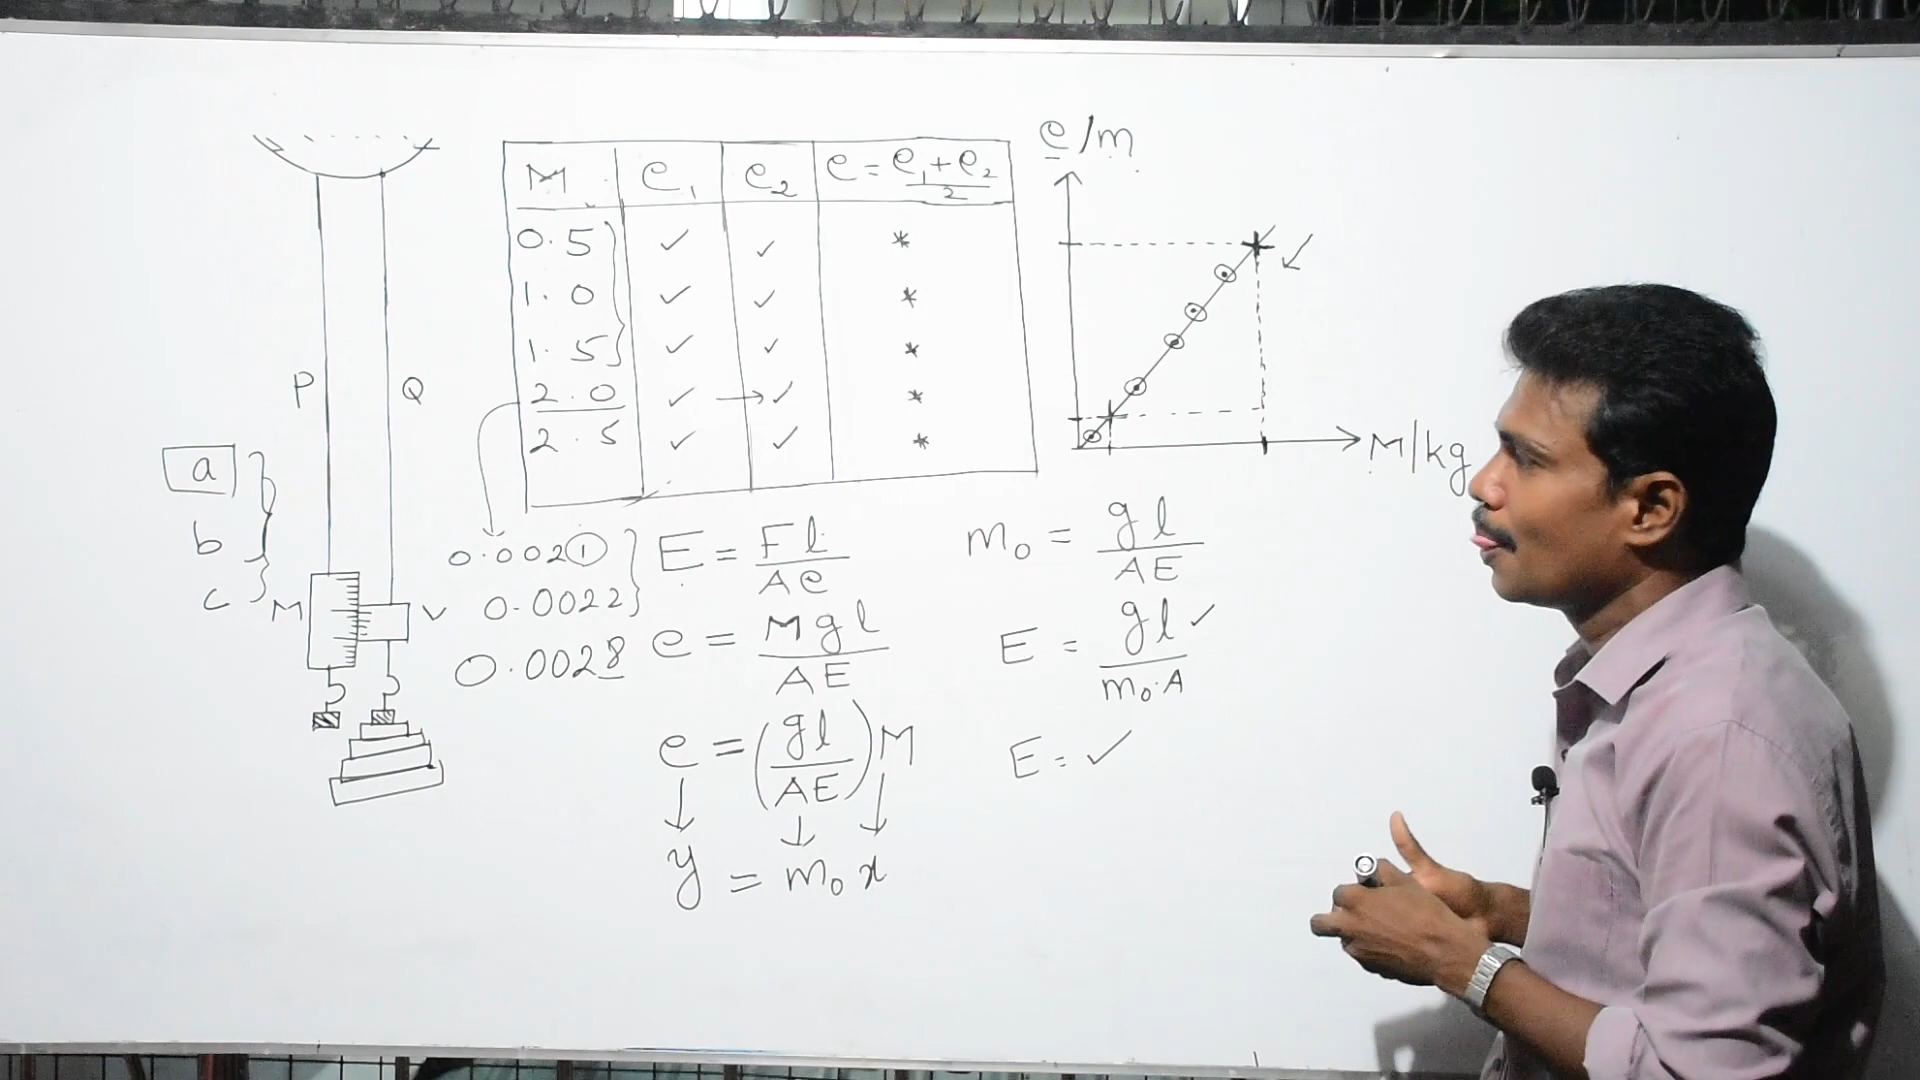 P
Q
a
b
c
M
V
M e₁ e₂ e = e₁+e₂/2
0.5 ✓ ✓ *
1.0 ✓ ✓ *
1.5 ✓ ✓ *
2.0 ✓ → ✓ *
2.5 ✓ ✓ *
0.0021
0.0022
0.0028
e/m
M/kg
E = Fl/Ae
e = Mgl/AE
e = (gl/AE) M
y = m₀x
m₀ = gl/AE
E = gl/m₀.A ✓
E = ✓